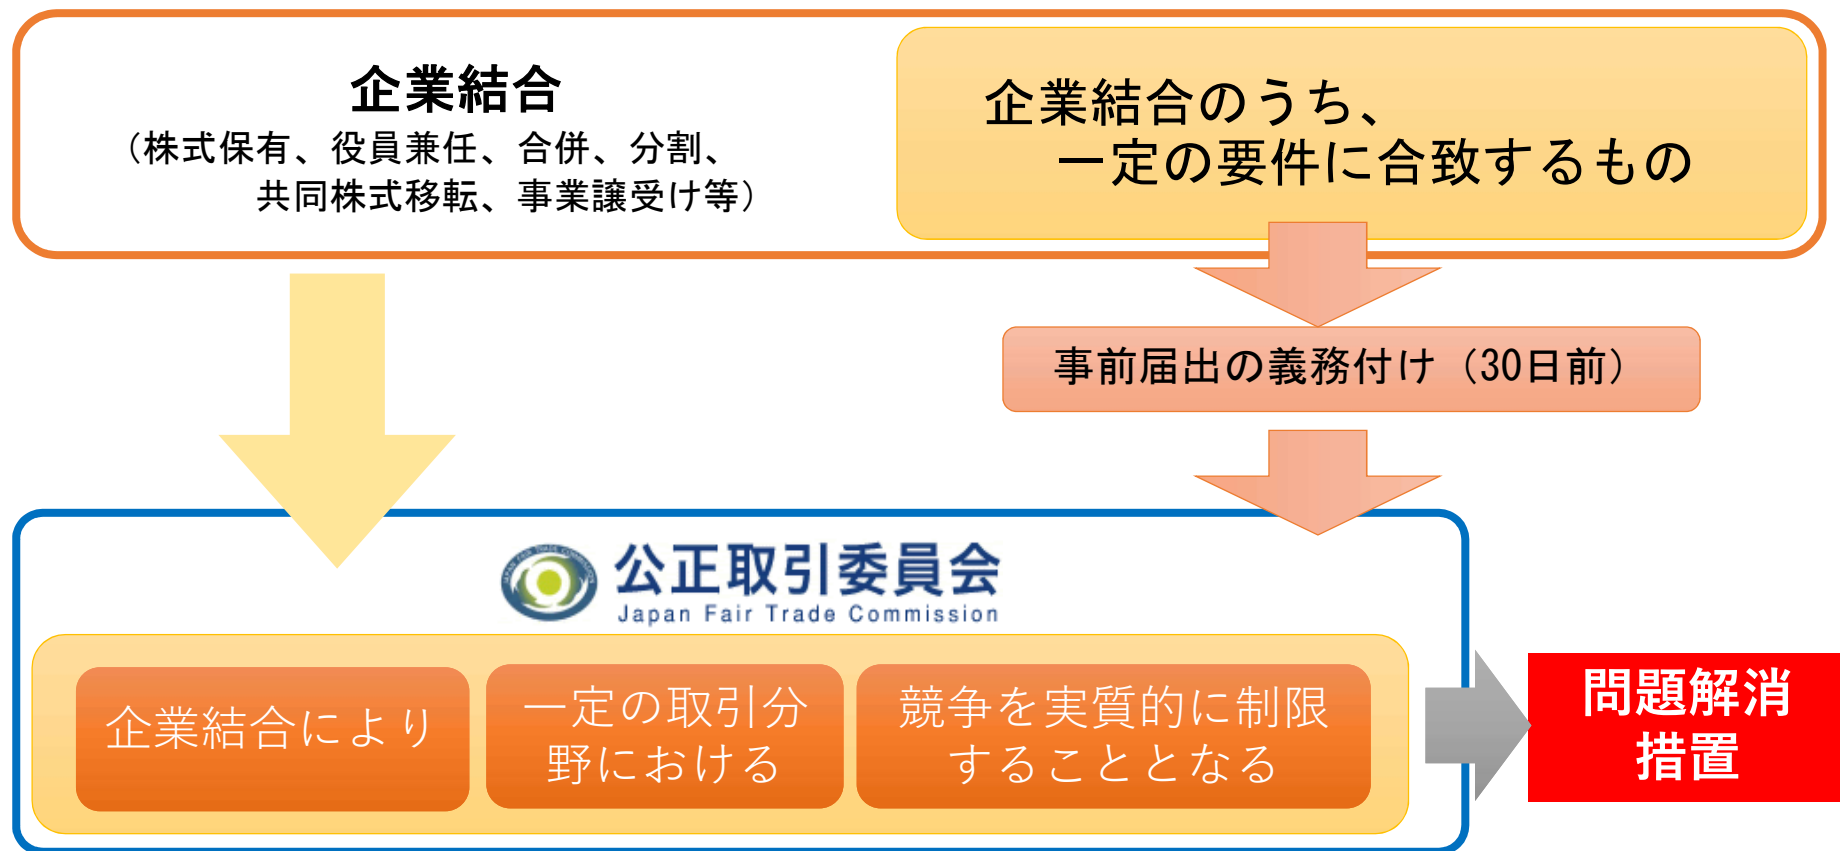 企業結合
（株式保有、役員兼任、合併、分割、
共同株式移転、事業譲受け等）
企業結合のうち、
一定の要件に合致するもの
事前届出の義務付け（30日前）
公正取引委員会
Japan Fair Trade Commission
企業結合により
一定の取引分
野における
競争を実質的に制限
することとなる
問題解消
措置